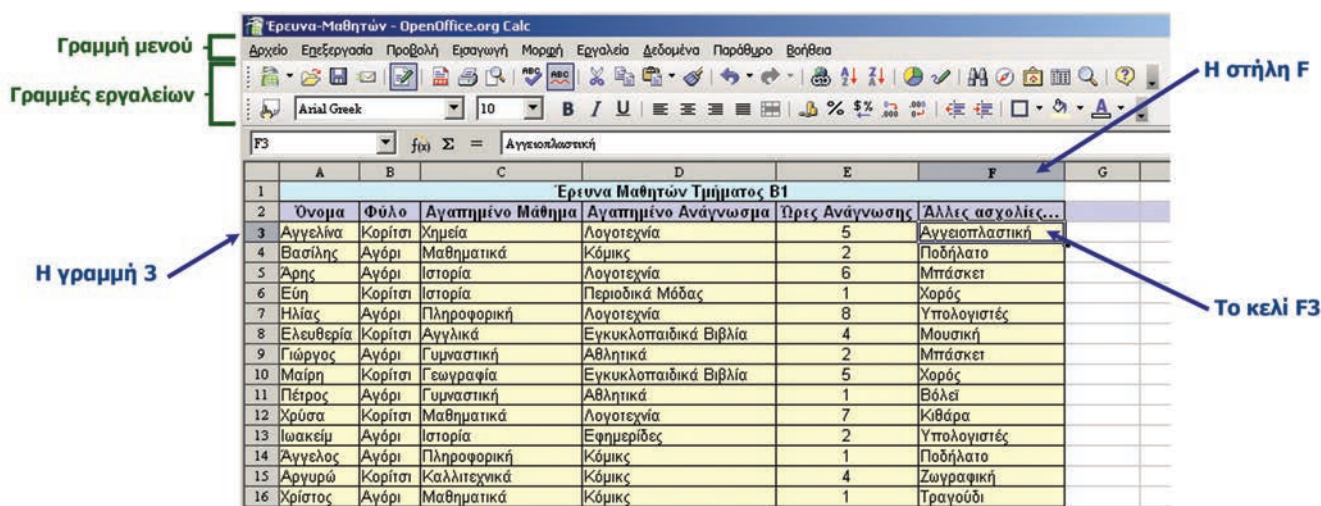 Έρευνα-Μαθητών - OpenOffice.org Calc
Γραμμή μενού
Αρχείο Επεξεργασία Προβολή Εισαγωγή Μορφή Εργαλεία Δεδομένα Παράθυρο Βοήθεια
Γραμμές εργαλείων
Η στήλη F
Arial Greek 10 B I U
F3 f(x) Σ = Αγγειοπλαστική
A B C D E F G
1 Έρευνα Μαθητών Τμήματος Β1
2 Όνομα Φύλο Αγαπημένο Μάθημα Αγαπημένο Ανάγνωσμα Ώρες Ανάγνωσης Άλλες ασχολίες...
3 Αγγελίνα Κορίτσι Χημεία Λογοτεχνία 5 Αγγειοπλαστική
4 Βασίλης Αγόρι Μαθηματικά Κόμικς 2 Ποδήλατο
Η γραμμή 3
5 Άρης Αγόρι Ιστορία Λογοτεχνία 6 Μπάσκετ
6 Εύη Κορίτσι Ιστορία Περιοδικά Μόδας 1 Χορός
Το κελί F3
7 Ηλίας Αγόρι Πληροφορική Λογοτεχνία 8 Υπολογιστές
8 Ελευθερία Κορίτσι Αγγλικά Εγκυκλοπαιδικά Βιβλία 4 Μουσική
9 Γιώργος Αγόρι Γυμναστική Αθλητικά 2 Μπάσκετ
10 Μαίρη Κορίτσι Γεωγραφία Εγκυκλοπαιδικά Βιβλία 5 Χορός
11 Πέτρος Αγόρι Γυμναστική Αθλητικά 1 Βόλεϊ
12 Χρύσα Κορίτσι Μαθηματικά Λογοτεχνία 7 Κιθάρα
13 Ιωακείμ Αγόρι Ιστορία Εφημερίδες 2 Υπολογιστές
14 Άγγελος Αγόρι Πληροφορική Κόμικς 1 Ποδήλατο
15 Αργυρώ Κορίτσι Καλλιτεχνικά Κόμικς 4 Ζωγραφική
16 Χρίστος Αγόρι Μαθηματικά Κόμικς 1 Τραγούδι